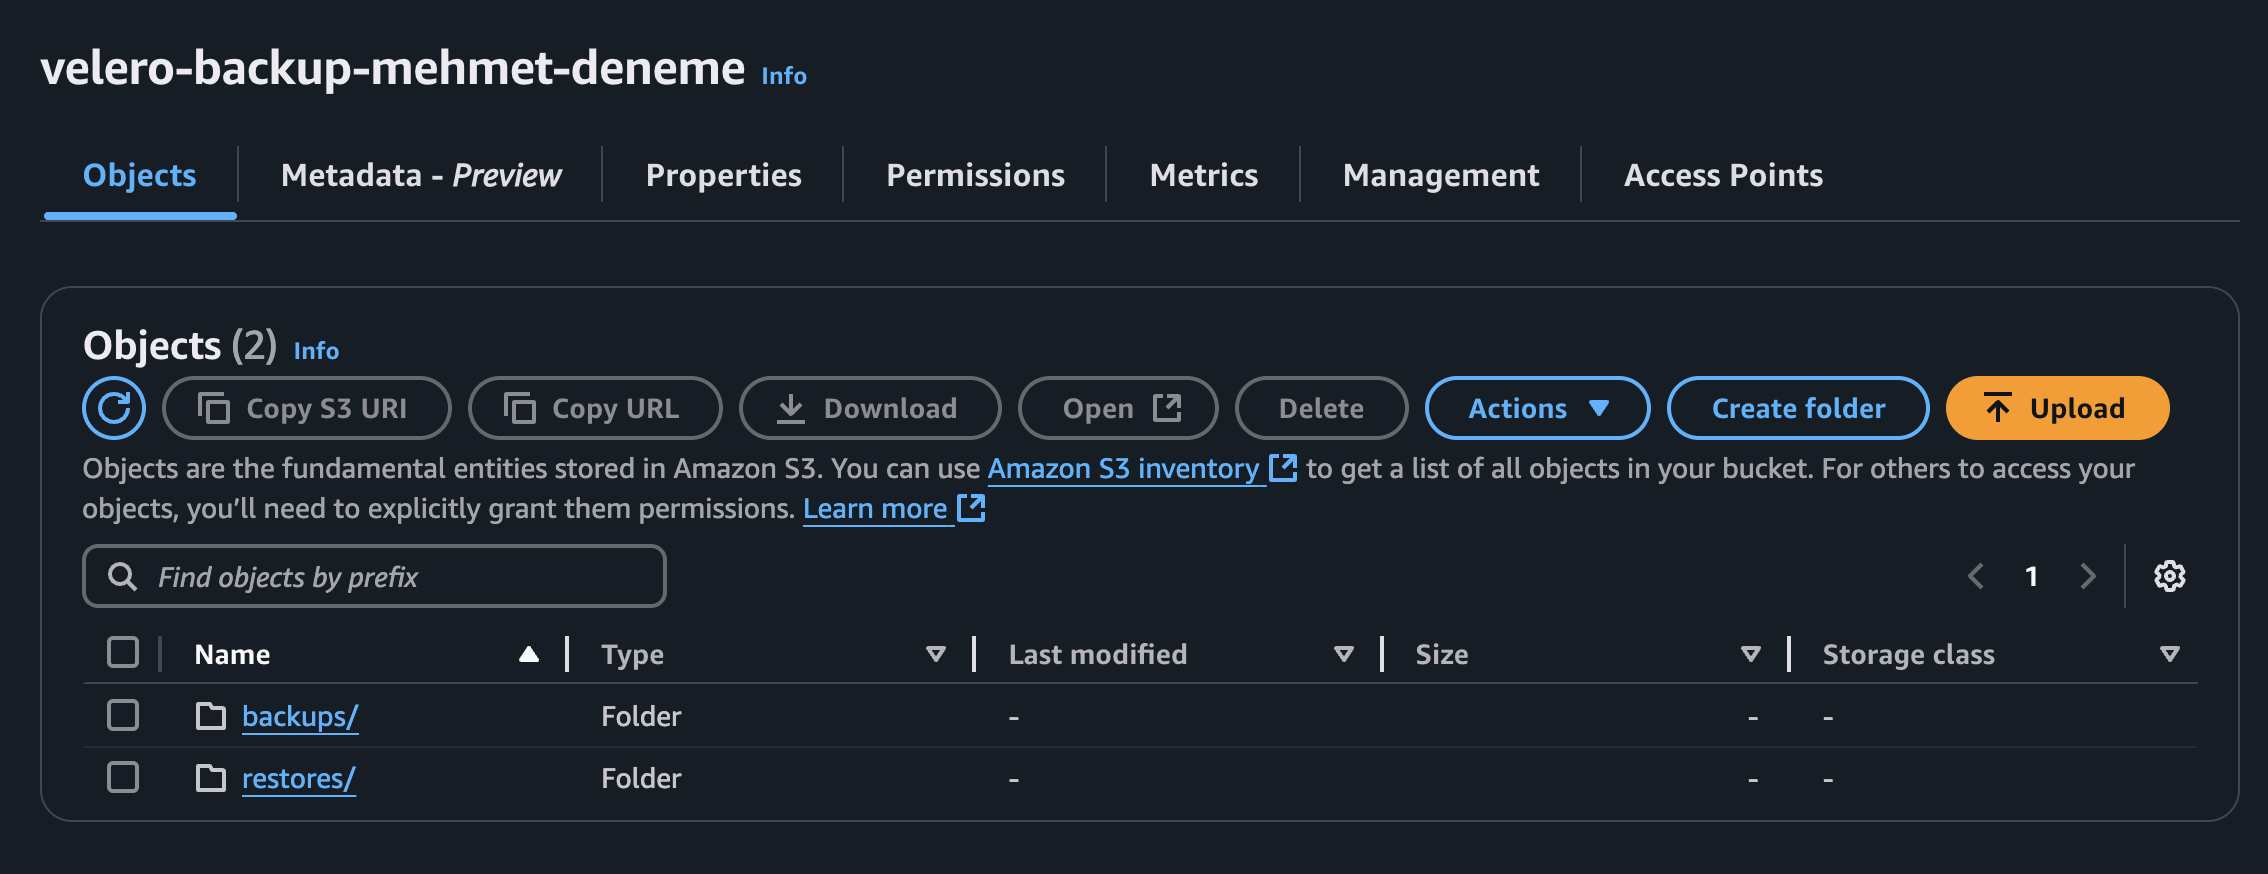 velero-backup-mehmet-deneme Info
Objects Metadata - Preview Properties Permissions Metrics Management Access Points
Objects (2) Info
Copy S3 URI Copy URL Download Open Delete Actions Create folder Upload
Objects are the fundamental entities stored in Amazon S3. You can use Amazon S3 inventory to get a list of all objects in your bucket. For others to access your
objects, you’ll need to explicitly grant them permissions. Learn more
Find objects by prefix 1
Name Type Last modified Size Storage class
backups/ Folder - - -
restores/ Folder - - -